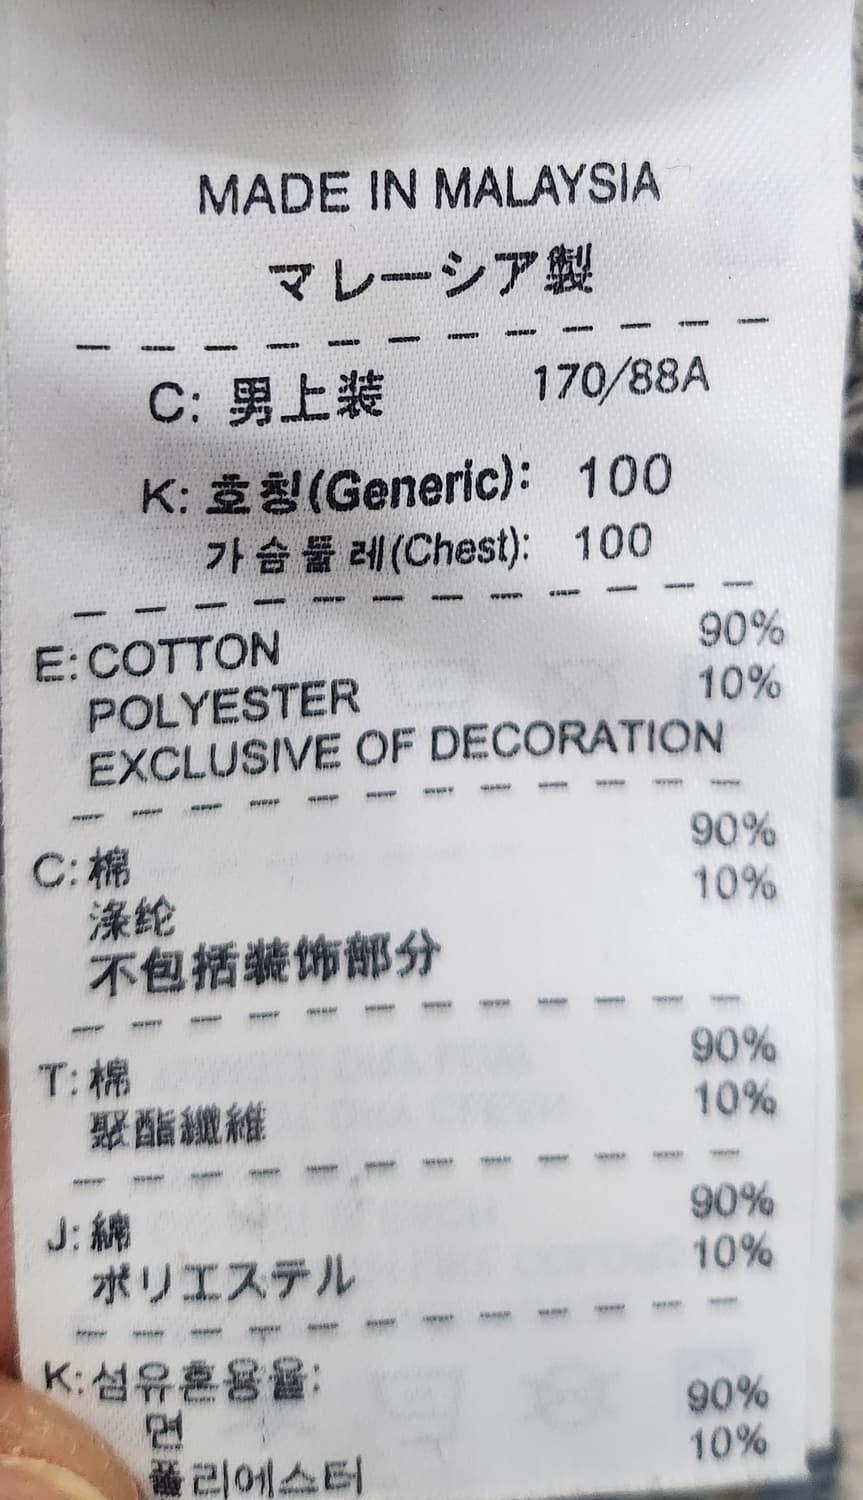 MADE IN MALAYSIA
マレーシア製
C: 男上装 170/88A
K: 호칭(Generic): 100
가슴둘레(Chest): 100
E: COTTON 90%
POLYESTER 10%
EXCLUSIVE OF DECORATION
C: 棉 90%
涤纶 10%
不包括装饰部分
T: 棉 90%
聚酯纖維 10%
J: 綿 90%
ポリエステル 10%
K: 섬유혼용율:
면 90%
폴리에스터 10%